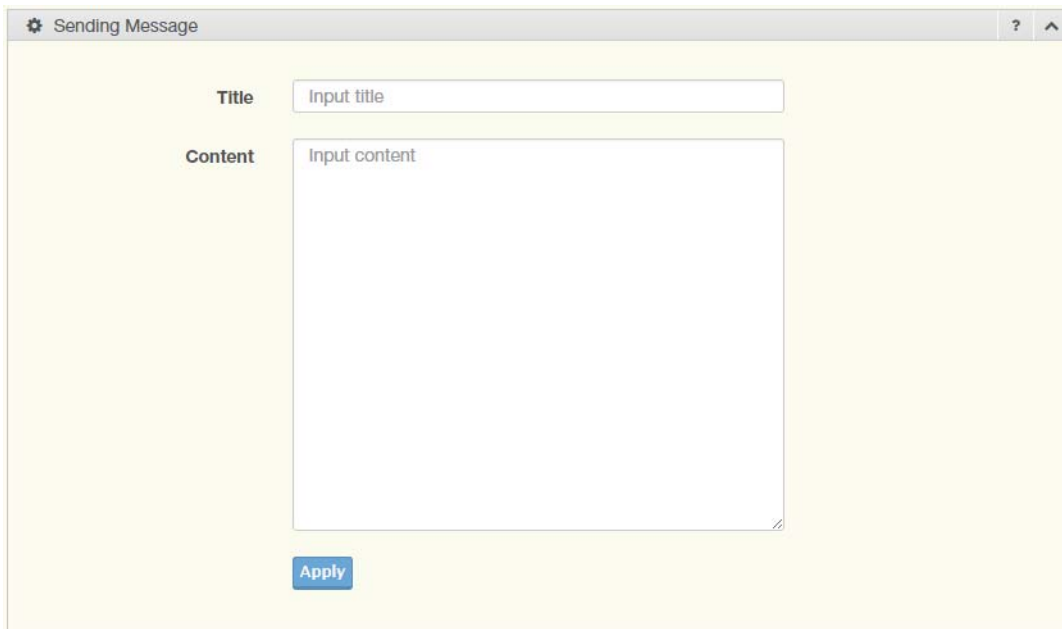 Sending Message ?
Title Input title
Content Input content
Apply